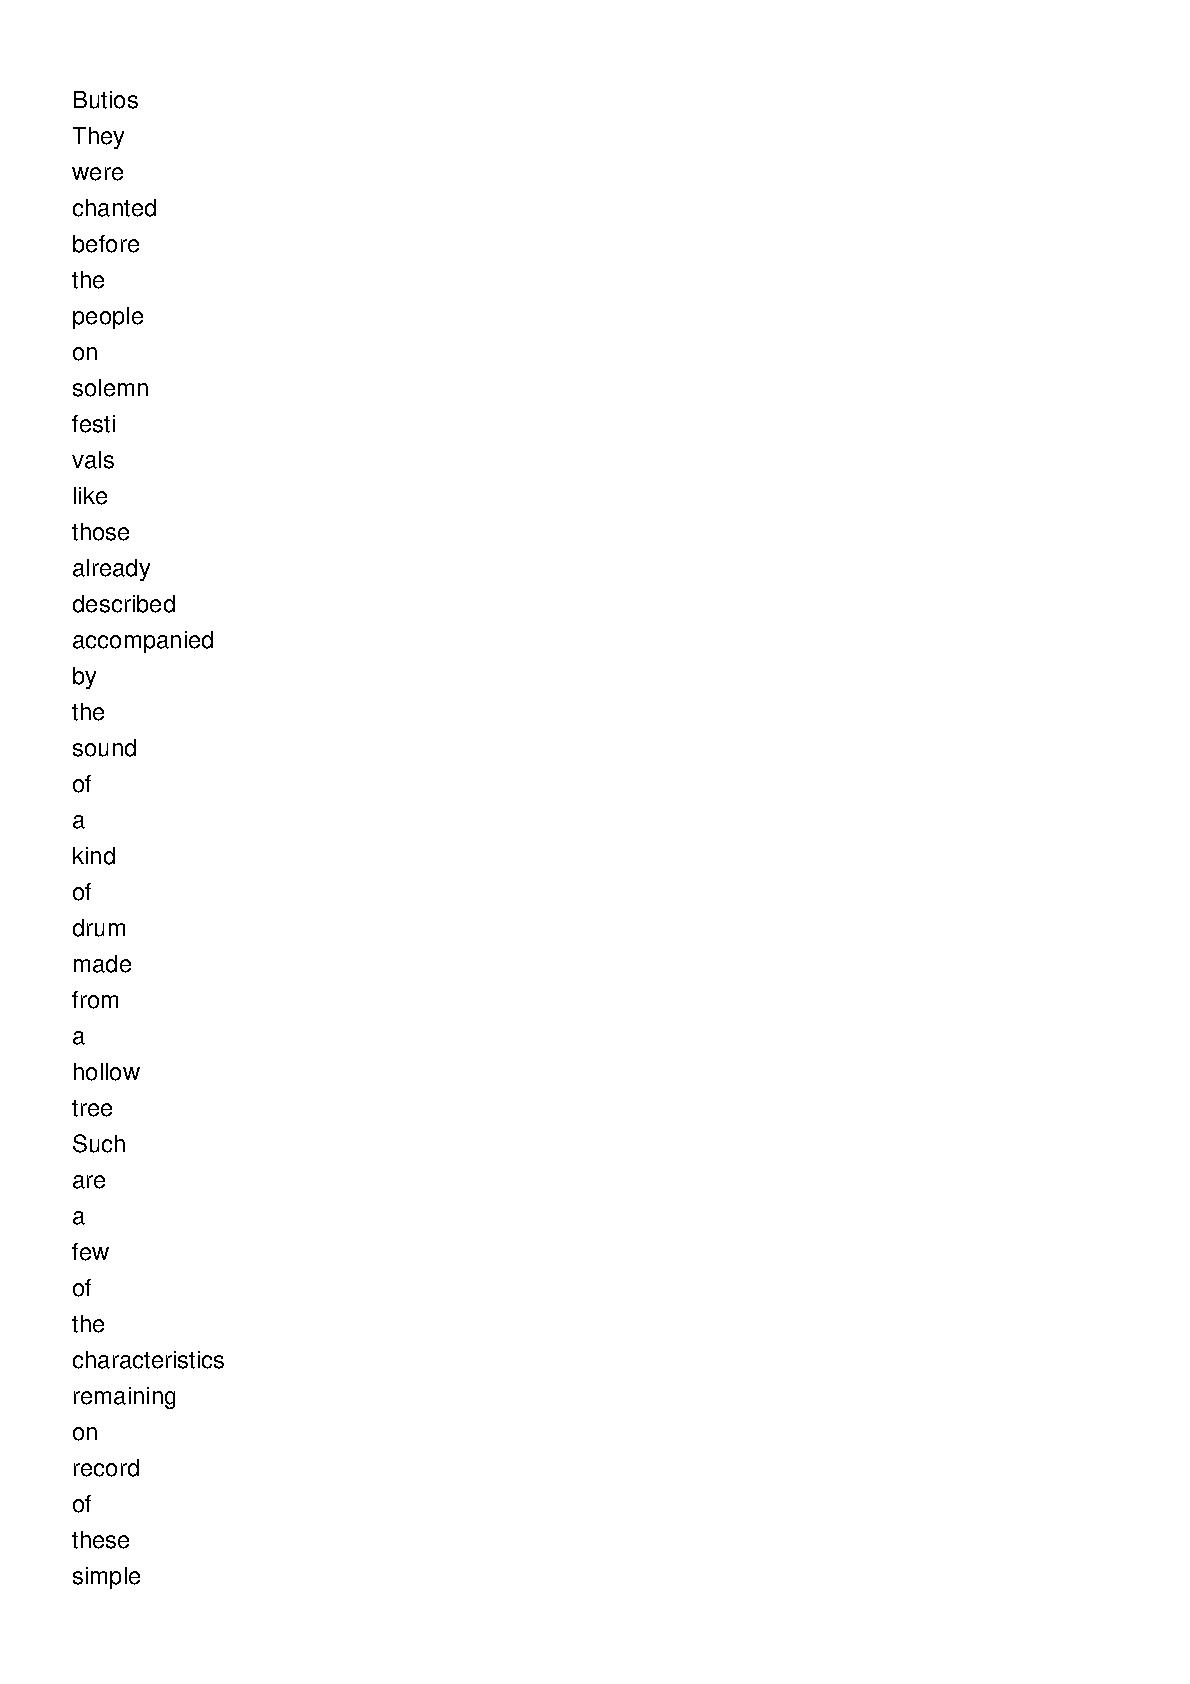 Butios
They
were
chanted
before
the
people
on
solemn
festi
vals
like
those
already
described
accompanied
by
the
sound
of
a
kind
of
drum
made
from
a
hollow
tree
Such
are
a
few
of
the
characteristics
remaining
on
record
of
these
simple